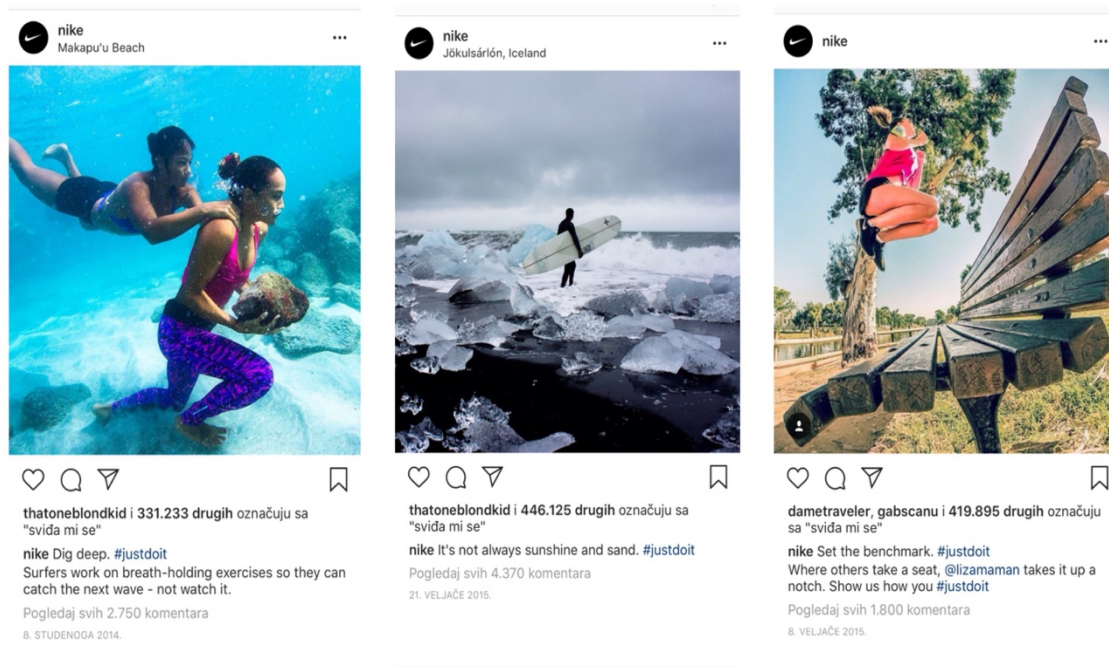 nike
Makapu'u Beach
thatoneblondkid i 331.233 drugih označuju sa
"sviđa mi se"
nike Dig deep. #justdoit
Surfers work on breath-holding exercises so they can
catch the next wave - not watch it.
Pogledaj svih 2.750 komentara
8. STUDENOGA 2014.
nike
Jökulsárlón, Iceland
thatoneblondkid i 446.125 drugih označuju sa
"sviđa mi se"
nike It's not always sunshine and sand. #justdoit
Pogledaj svih 4.370 komentara
21. VELJAČE 2015.
nike
dametraveler, gabscanu i 419.895 drugih označuju
sa "sviđa mi se"
nike Set the benchmark. #justdoit
Where others take a seat, @lizamaman takes it up a
notch. Show us how you #justdoit
Pogledaj svih 1.800 komentara
8. VELJAČE 2015.